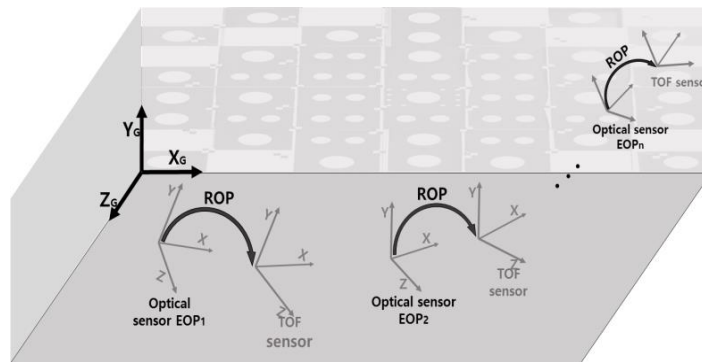 ROP
TOF sensor
Optical sensor
EOPn
YG
XG
ZG
Y
X
Z
ROP
Y
X
Z
Optical
sensor EOP1
TOF
sensor
Y
X
Z
ROP
Y
X
Z
Optical sensor
EOP2
TOF
sensor